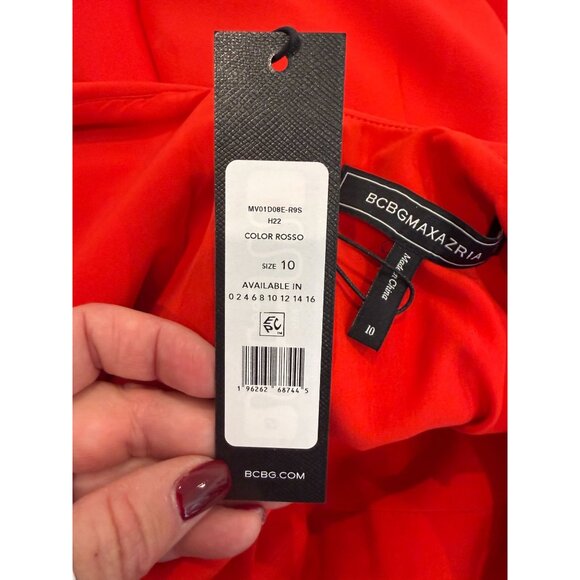 MV01D08E-R9S
H22
COLOR ROSSO
SIZE 10
AVAILABLE IN
0 2 4 6 8 10 12 14 16
EPC™
1 96262 68744 5
BCBG.COM
BCBGMAXAZRIA
Made in China
10